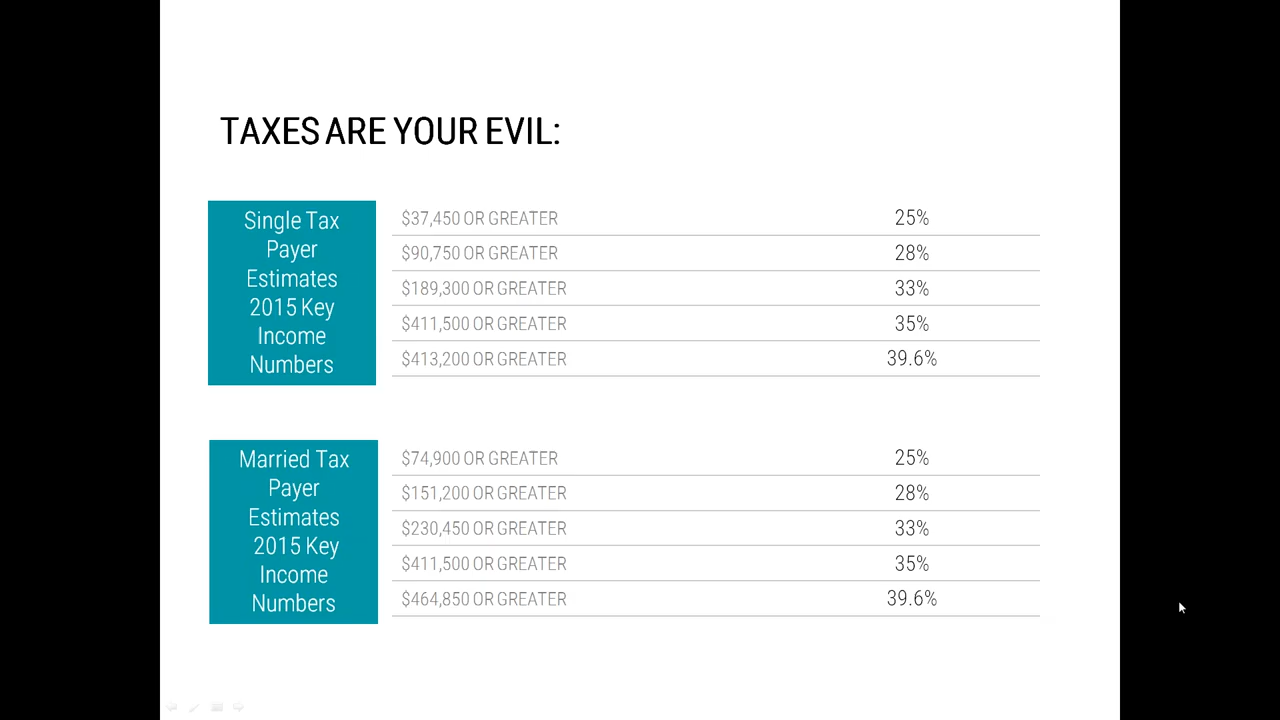 TAXES ARE YOUR EVIL:
Single Tax
Payer
Estimates
2015 Key
Income
Numbers
$37,450 OR GREATER 25%
$90,750 OR GREATER 28%
$189,300 OR GREATER 33%
$411,500 OR GREATER 35%
$413,200 OR GREATER 39.6%
Married Tax
Payer
Estimates
2015 Key
Income
Numbers
$74,900 OR GREATER 25%
$151,200 OR GREATER 28%
$230,450 OR GREATER 33%
$411,500 OR GREATER 35%
$464,850 OR GREATER 39.6%